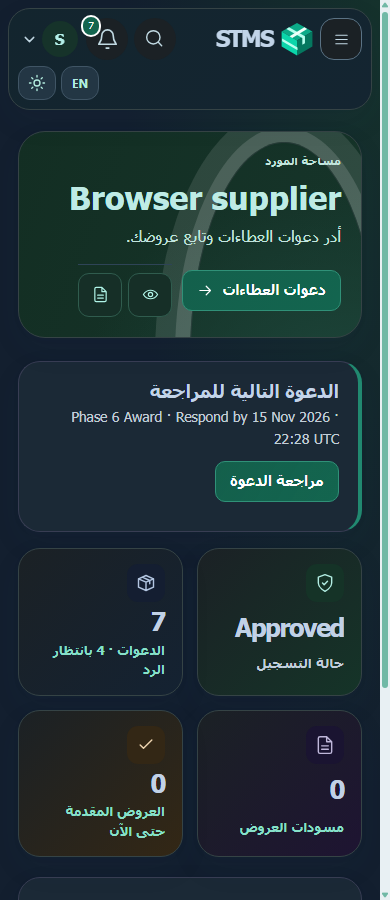 STMS
7
S
EN
مساحة المورد
Browser supplier
أدر دعوات العطاءات وتابع عروضك.
دعوات العطاءات
الدعوة التالية للمراجعة
Phase 6 Award · Respond by 15 Nov 2026 ·
22:28 UTC
مراجعة الدعوة
Approved
حالة التسجيل
7
الدعوات · 4 بانتظار
الرد
0
مسودات العروض
0
العروض المقدمة
حتى الآن